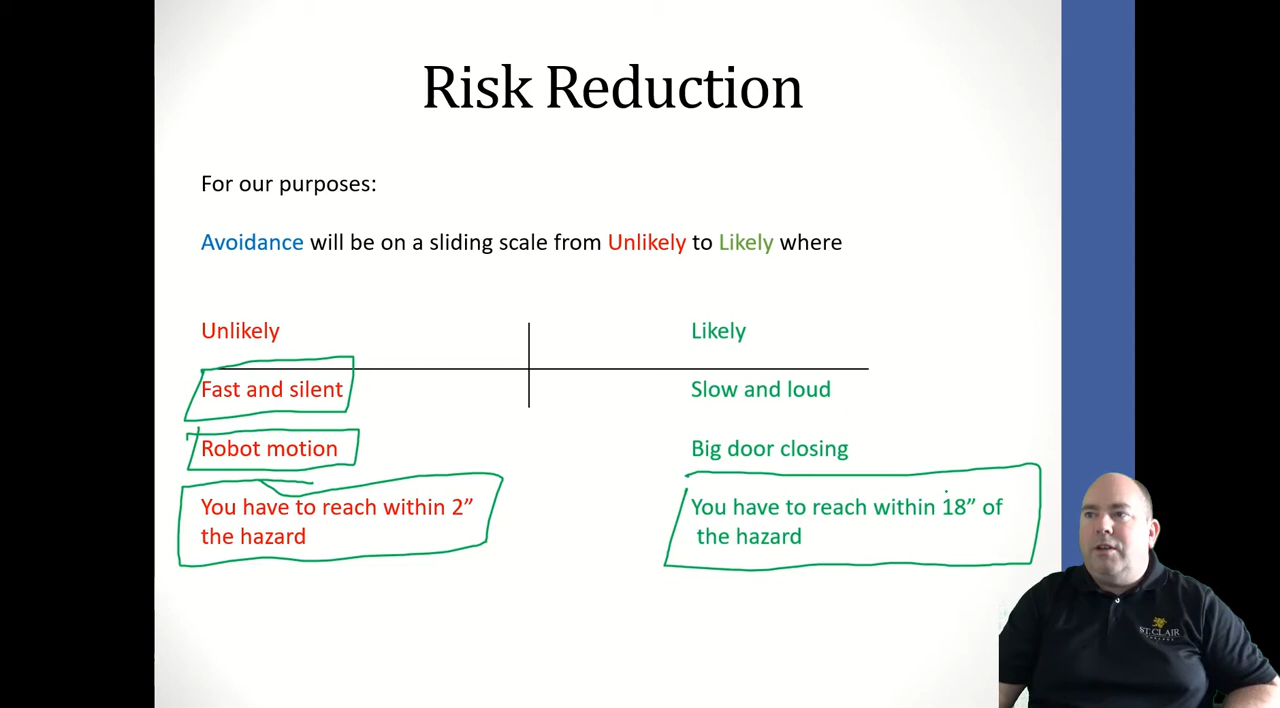 Risk Reduction
For our purposes:
Avoidance will be on a sliding scale from Unlikely to Likely where
Unlikely
Likely
Fast and silent
Slow and loud
Robot motion
Big door closing
You have to reach within 2”
the hazard
You have to reach within 18” of
the hazard
ST. CLAIR